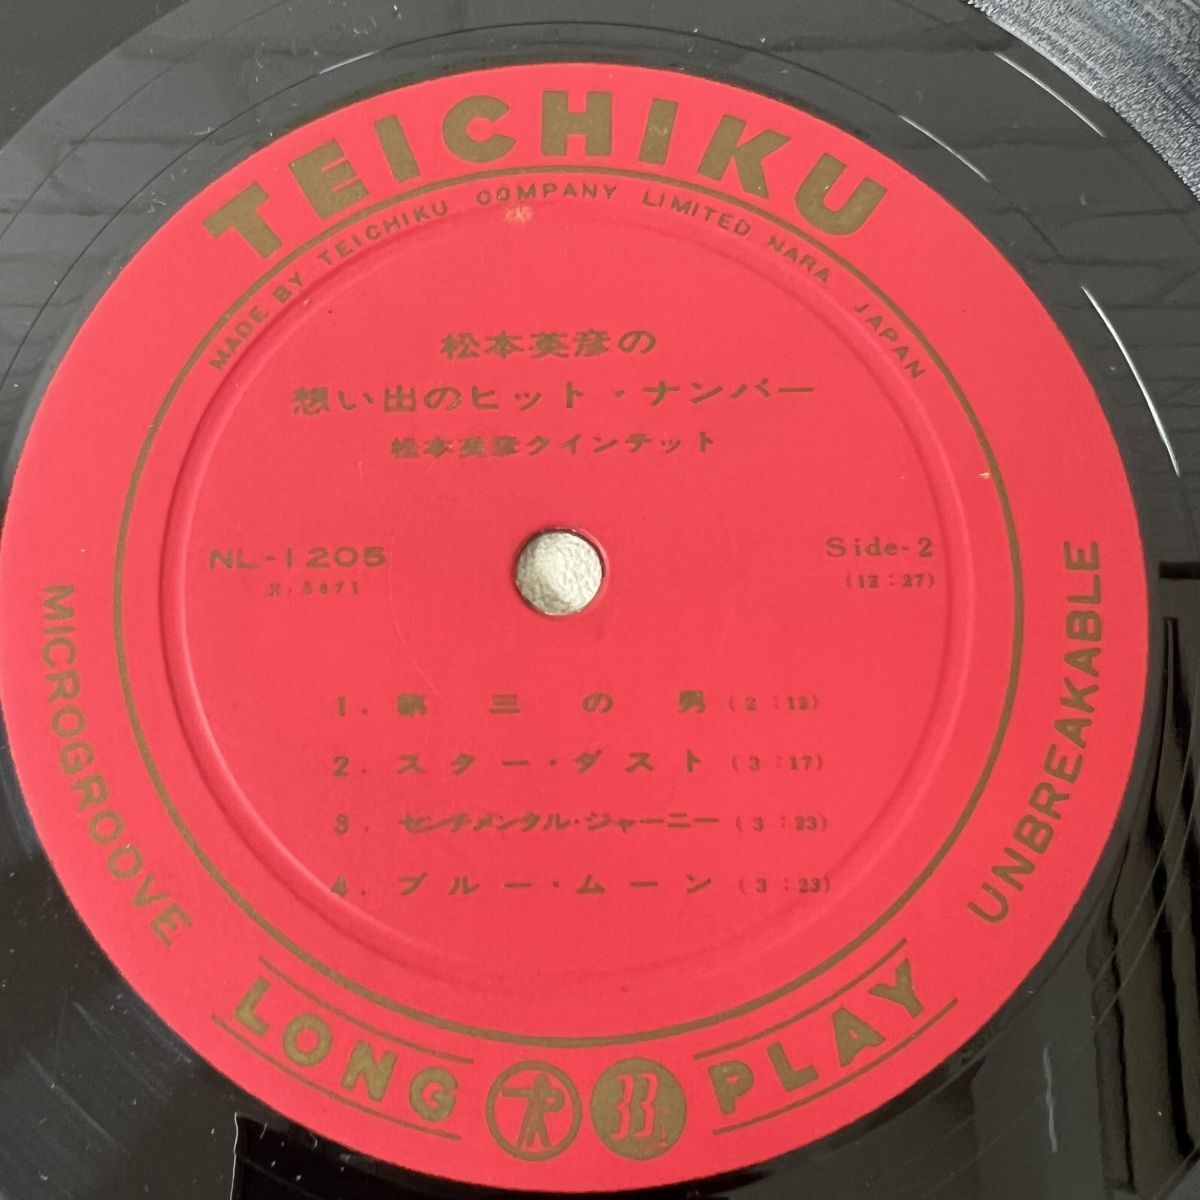 TEICHIKU
MADE BY TEICHIKU COMPANY LIMITED NARA JAPAN
松本英彦の
想い出のヒット・ナンバー
松本英彦クインテット
NL-1205
Side-2
(12:27)
1. 第三の男 (2:12)
2. スター・ダスト (3:17)
3. センチメンタル・ジャーニー (3:23)
4. ブルー・ムーン (3:23)
MICROGROOVE
LONG PLAY
UNBREAKABLE